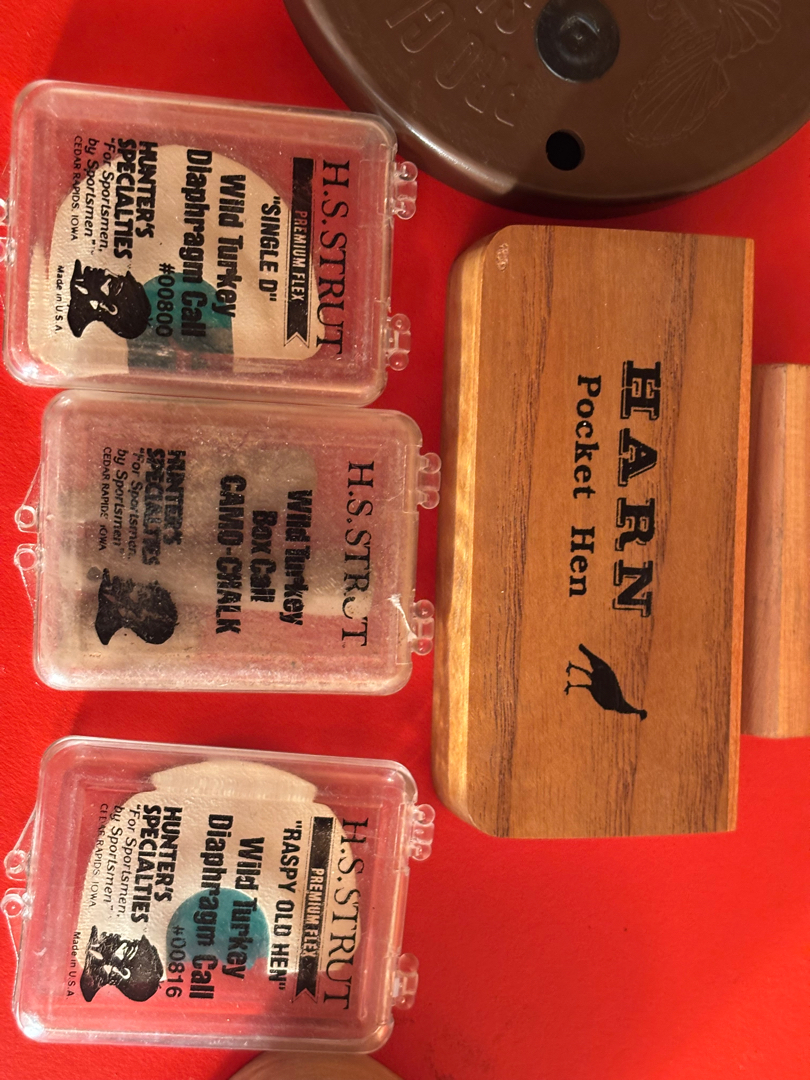 H.S.STRUT
PREMIUM FLEX
"SINGLE D"
Wild Turkey
Diaphragm Call
#00800
HUNTER'S
SPECIALTIES
"For Sportsmen,
by Sportsmen"
CEDAR RAPIDS, IOWA
Made in U.S.A.
H.S.STRUT
Wild Turkey
Box Call
CAMO-CHALK
HUNTER'S
SPECIALTIES
"For Sportsmen,
by Sportsmen"
CEDAR RAPIDS IOWA
H.S.STRUT
PREMIUM FLEX
"RASPY OLD HEN"
Wild Turkey
Diaphragm Call
#00816
HUNTER'S
SPECIALTIES
"For Sportsmen,
by Sportsmen"
CEDAR RAPIDS, IOWA
Made in U.S.A
HARN
Pocket Hen